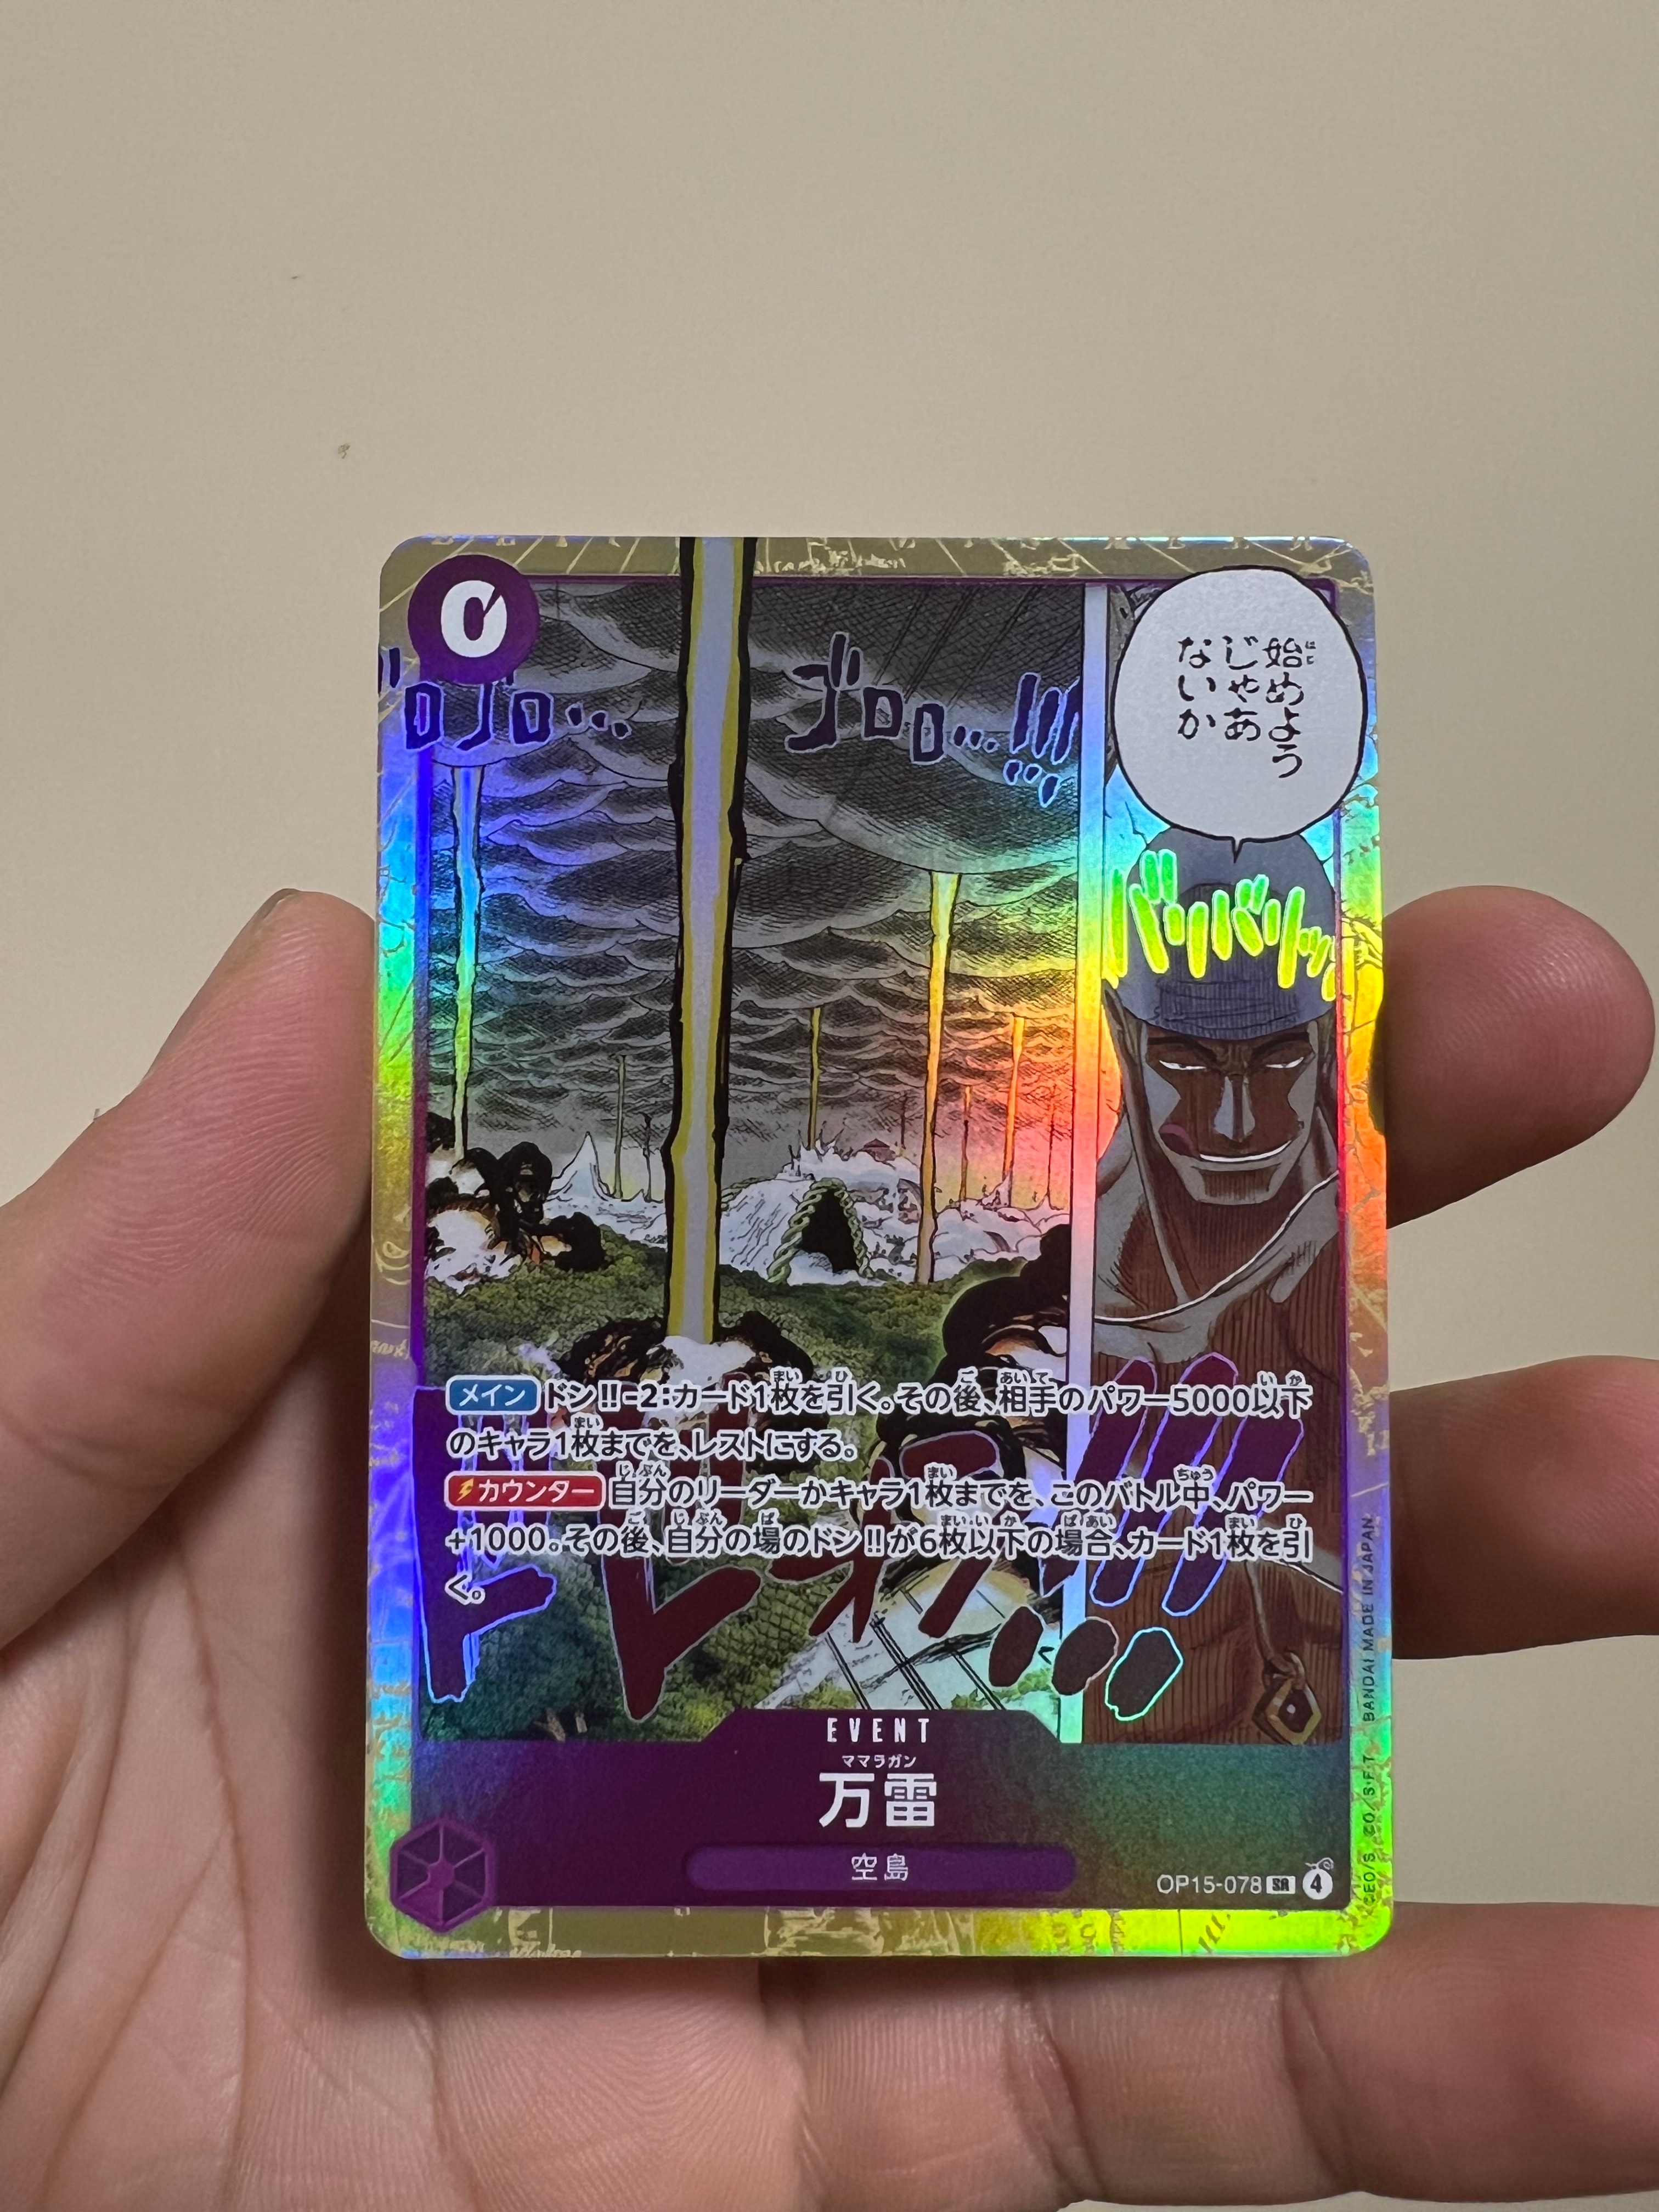 0
始めよう
じゃあ
ないか
ゴロゴロ…
ゴロロ…!!!
バリバリッ
メイン ドン!!-2:カード1枚を引く。その後、相手のパワー5000以下
のキャラ1枚までを、レストにする。
カウンター 自分のリーダーかキャラ1枚までを、このバトル中、パワー
+1000。その後、自分の場のドン!!が6枚以下の場合、カード1枚を引
く。
EVENT
ママラガン
万雷
空島
OP15-078 SR 4
BANDAI MADE IN JAPAN